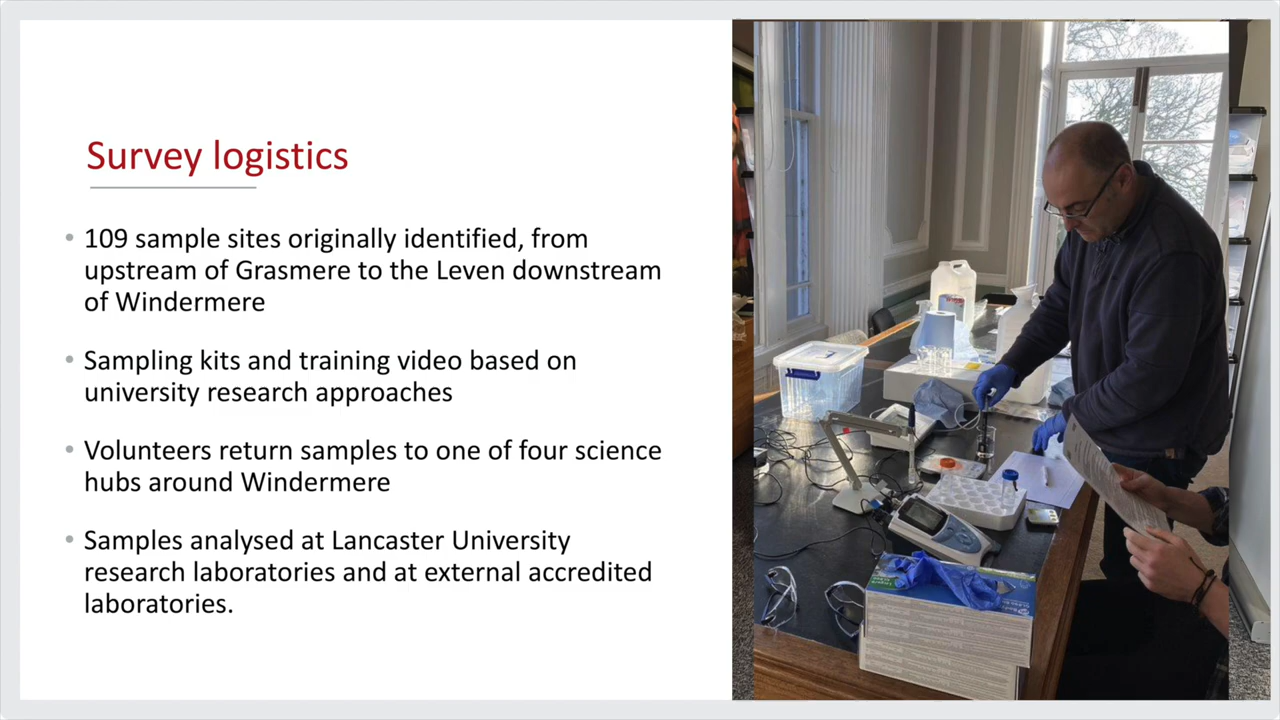 Survey logistics
109 sample sites originally identified, from
upstream of Grasmere to the Leven downstream
of Windermere
Sampling kits and training video based on
university research approaches
Volunteers return samples to one of four science
hubs around Windermere
Samples analysed at Lancaster University
research laboratories and at external accredited
laboratories.